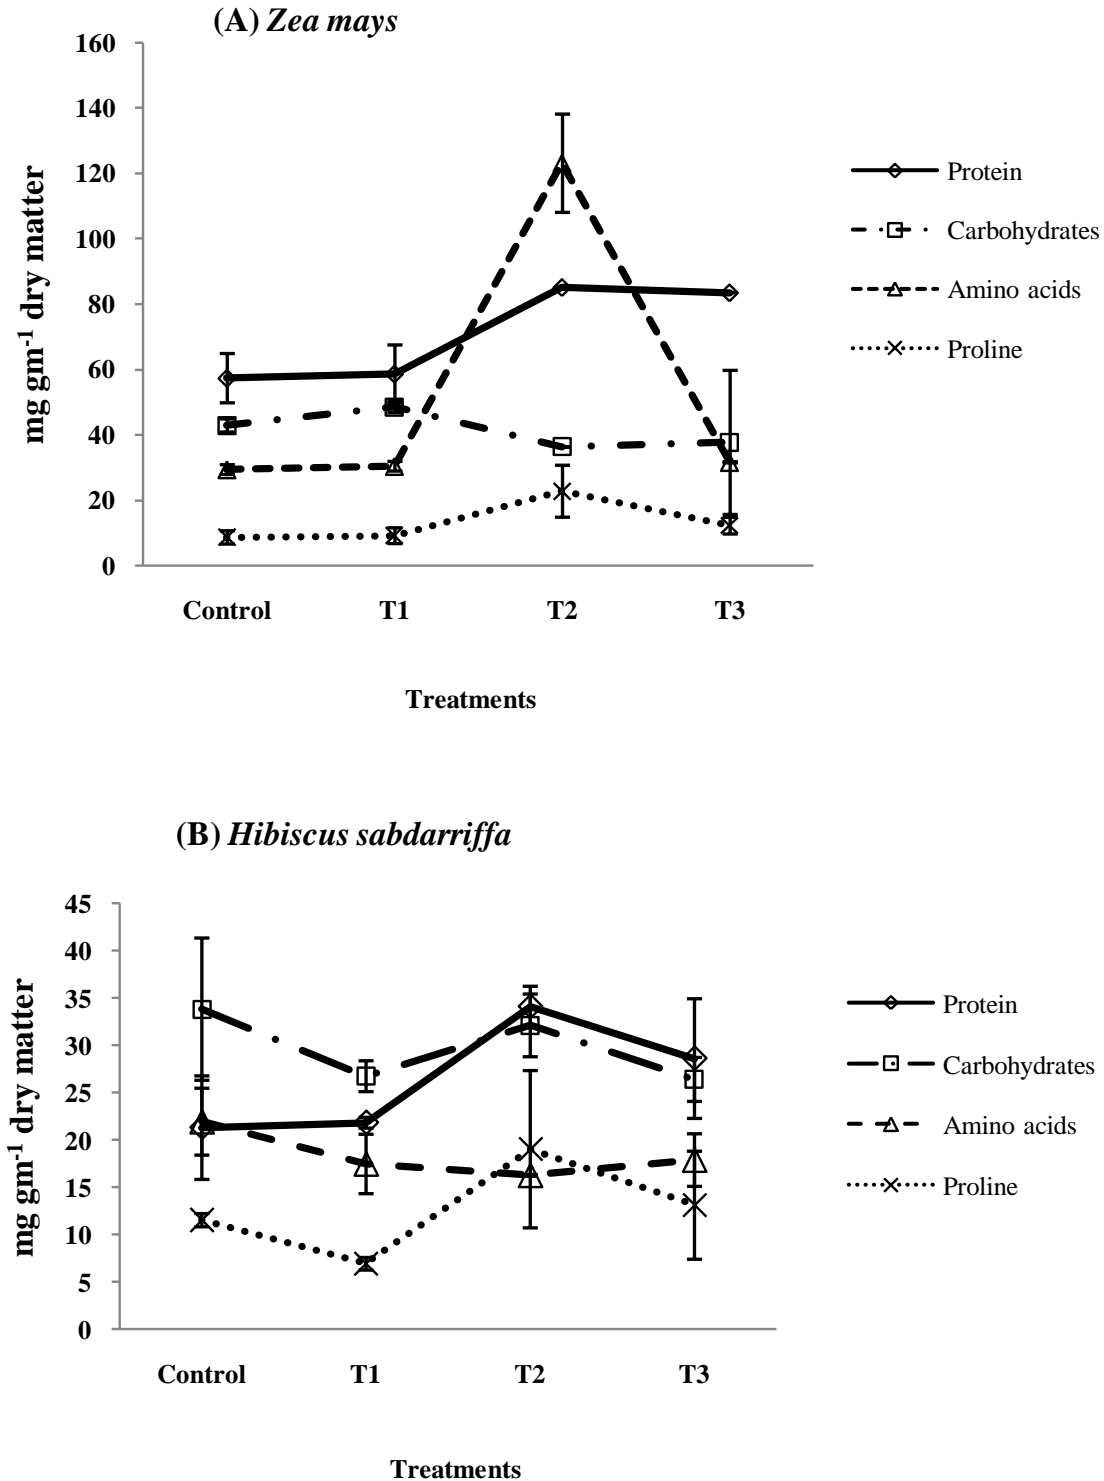 (A) Zea mays
160
140
120
100
80
60
40
20
0
mg gm⁻¹ dry matter
Control T1 T2 T3
Treatments
Protein
Carbohydrates
Amino acids
Proline
(B) Hibiscus sabdarriffa
45
40
35
30
25
20
15
10
5
0
mg gm⁻¹ dry matter
Control T1 T2 T3
Treatments
Protein
Carbohydrates
Amino acids
Proline